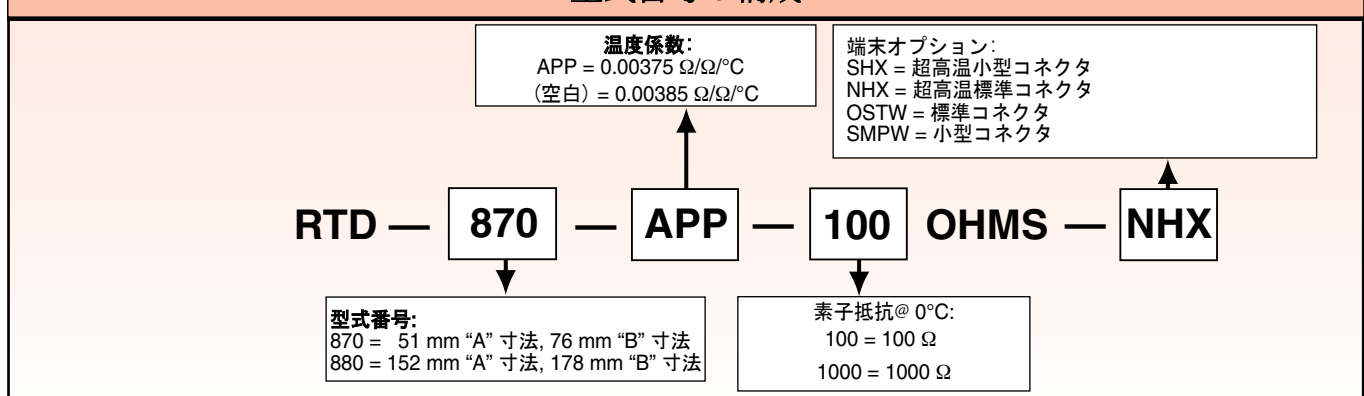 温度係数:
APP = 0.00375 Ω/Ω/°C
(空白) = 0.00385 Ω/Ω/°C
端末オプション:
SHX = 超高温小型コネクタ
NHX = 超高温標準コネクタ
OSTW = 標準コネクタ
SMPW = 小型コネクタ
RTD — 870 — APP — 100 OHMS — NHX
型式番号:
870 = 51 mm “A” 寸法, 76 mm “B” 寸法
880 = 152 mm “A” 寸法, 178 mm “B” 寸法
素子抵抗@ 0°C:
100 = 100 Ω
1000 = 1000 Ω